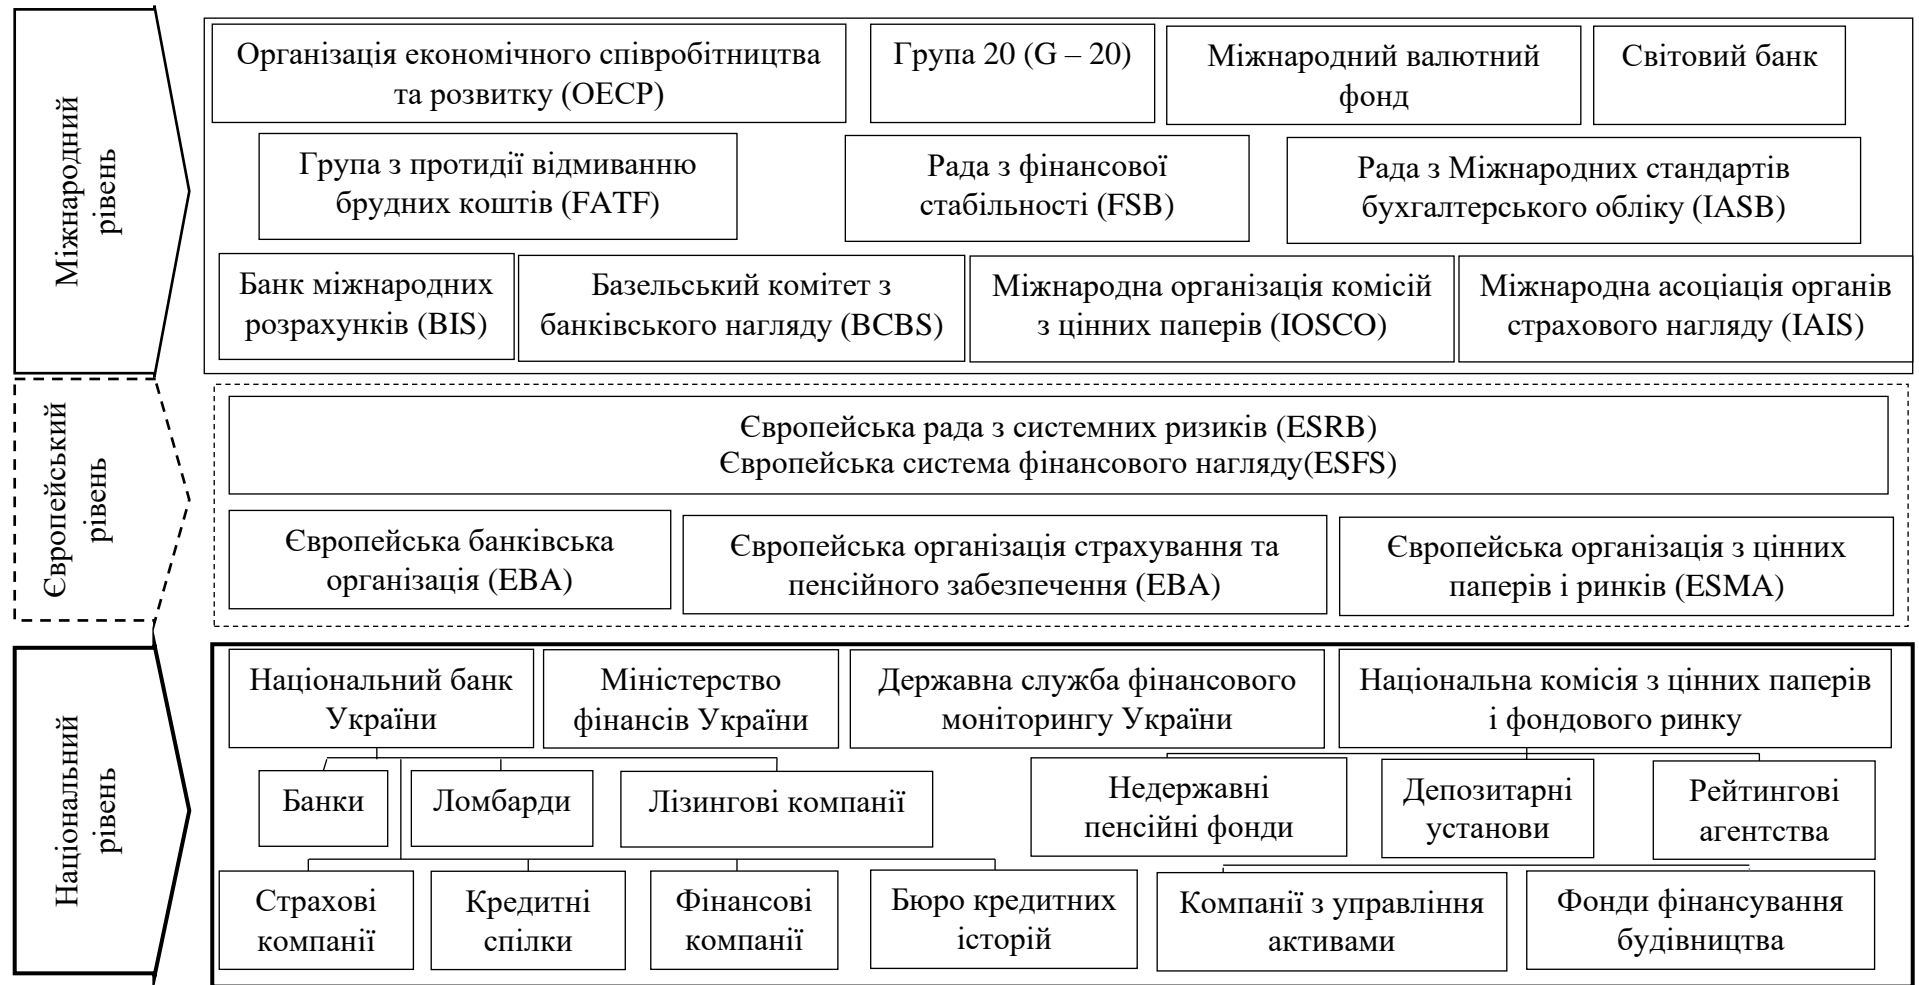 Міжнародний
рівень
Організація економічного співробітництва
та розвитку (ОЕСР)
Група 20 (G – 20)
Міжнародний валютний
фонд
Світовий банк
Група з протидії відмиванню
брудних коштів (FATF)
Рада з фінансової
стабільності (FSB)
Рада з Міжнародних стандартів
бухгалтерського обліку (IASB)
Банк міжнародних
розрахунків (BIS)
Базельський комітет з
банківського нагляду (BCBS)
Міжнародна організація комісій
з цінних паперів (IOSCO)
Міжнародна асоціація органів
страхового нагляду (IAIS)
Європейський
рівень
Європейська рада з системних ризиків (ESRB)
Європейська система фінансового нагляду(ESFS)
Європейська банківська
організація (EBA)
Європейська організація страхування та
пенсійного забезпечення (EBA)
Європейська організація з цінних
паперів і ринків (ESMA)
Національний
рівень
Національний банк
України
Міністерство
фінансів України
Державна служба фінансового
моніторингу України
Національна комісія з цінних паперів
і фондового ринку
Банки
Ломбарди
Лізингові компанії
Недержавні
пенсійні фонди
Депозитарні
установи
Рейтингові
агентства
Страхові
компанії
Кредитні
спілки
Фінансові
компанії
Бюро кредитних
історій
Компанії з управління
активами
Фонди фінансування
будівництва